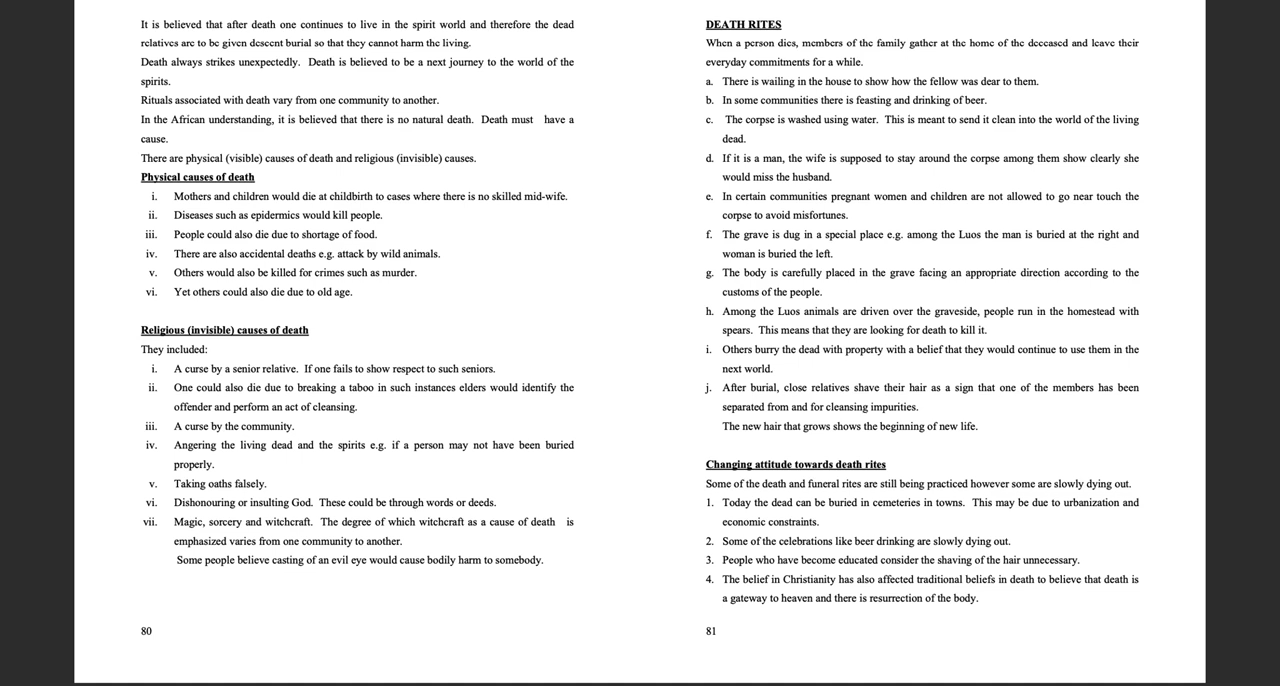 It is believed that after death one continues to live in the spirit world and therefore the dead
relatives are to be given descent burial so that they cannot harm the living.
Death always strikes unexpectedly. Death is believed to be a next journey to the world of the
spirits.
Rituals associated with death vary from one community to another.
In the African understanding, it is believed that there is no natural death. Death must have a
cause.
There are physical (visible) causes of death and religious (invisible) causes.
Physical causes of death
i. Mothers and children would die at childbirth to cases where there is no skilled mid-wife.
ii. Diseases such as epidermics would kill people.
iii. People could also die due to shortage of food.
iv. There are also accidental deaths e.g. attack by wild animals.
v. Others would also be killed for crimes such as murder.
vi. Yet others could also die due to old age.
Religious (invisible) causes of death
They included:
i. A curse by a senior relative. If one fails to show respect to such seniors.
ii. One could also die due to breaking a taboo in such instances elders would identify the
offender and perform an act of cleansing.
iii. A curse by the community.
iv. Angering the living dead and the spirits e.g. if a person may not have been buried
properly.
v. Taking oaths falsely.
vi. Dishonouring or insulting God. These could be through words or deeds.
vii. Magic, sorcery and witchcraft. The degree of which witchcraft as a cause of death is
emphasized varies from one community to another.
Some people believe casting of an evil eye would cause bodily harm to somebody.
80
DEATH RITES
When a person dies, members of the family gather at the home of the deceased and leave their
everyday commitments for a while.
a. There is wailing in the house to show how the fellow was dear to them.
b. In some communities there is feasting and drinking of beer.
c. The corpse is washed using water. This is meant to send it clean into the world of the living
dead.
d. If it is a man, the wife is supposed to stay around the corpse among them show clearly she
would miss the husband.
e. In certain communities pregnant women and children are not allowed to go near touch the
corpse to avoid misfortunes.
f. The grave is dug in a special place e.g. among the Luos the man is buried at the right and
woman is buried the left.
g. The body is carefully placed in the grave facing an appropriate direction according to the
customs of the people.
h. Among the Luos animals are driven over the graveside, people run in the homestead with
spears. This means that they are looking for death to kill it.
i. Others burry the dead with property with a belief that they would continue to use them in the
next world.
j. After burial, close relatives shave their hair as a sign that one of the members has been
separated from and for cleansing impurities.
The new hair that grows shows the beginning of new life.
Changing attitude towards death rites
Some of the death and funeral rites are still being practiced however some are slowly dying out.
1. Today the dead can be buried in cemeteries in towns. This may be due to urbanization and
economic constraints.
2. Some of the celebrations like beer drinking are slowly dying out.
3. People who have become educated consider the shaving of the hair unnecessary.
4. The belief in Christianity has also affected traditional beliefs in death to believe that death is
a gateway to heaven and there is resurrection of the body.
81